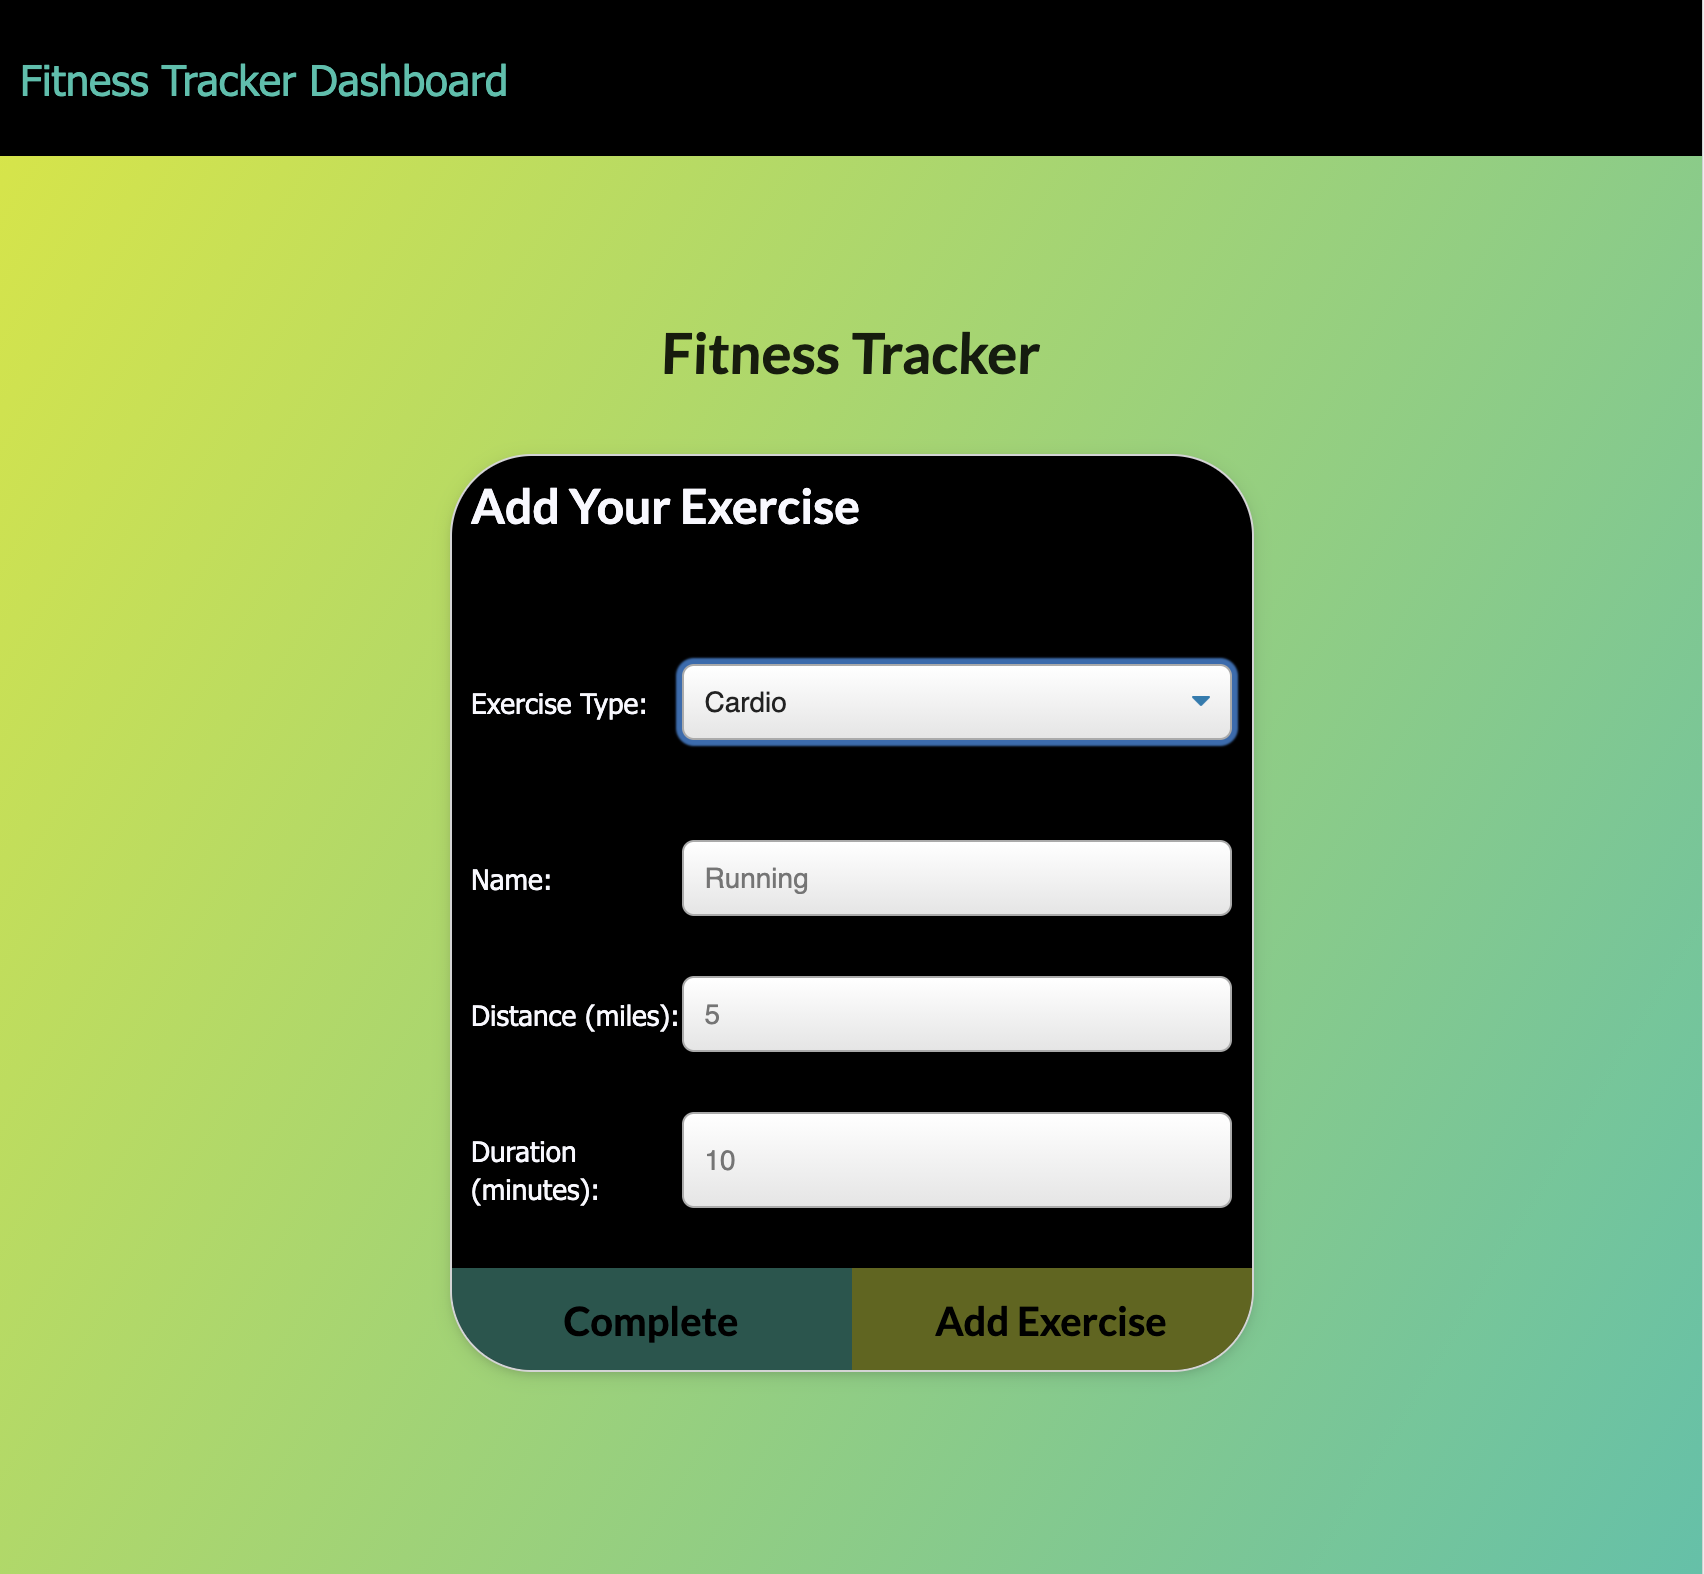 Fitness Tracker Dashboard
Fitness Tracker
Add Your Exercise
Exercise Type:
Cardio
Name:
Running
Distance (miles):
5
Duration
(minutes):
10
Complete
Add Exercise